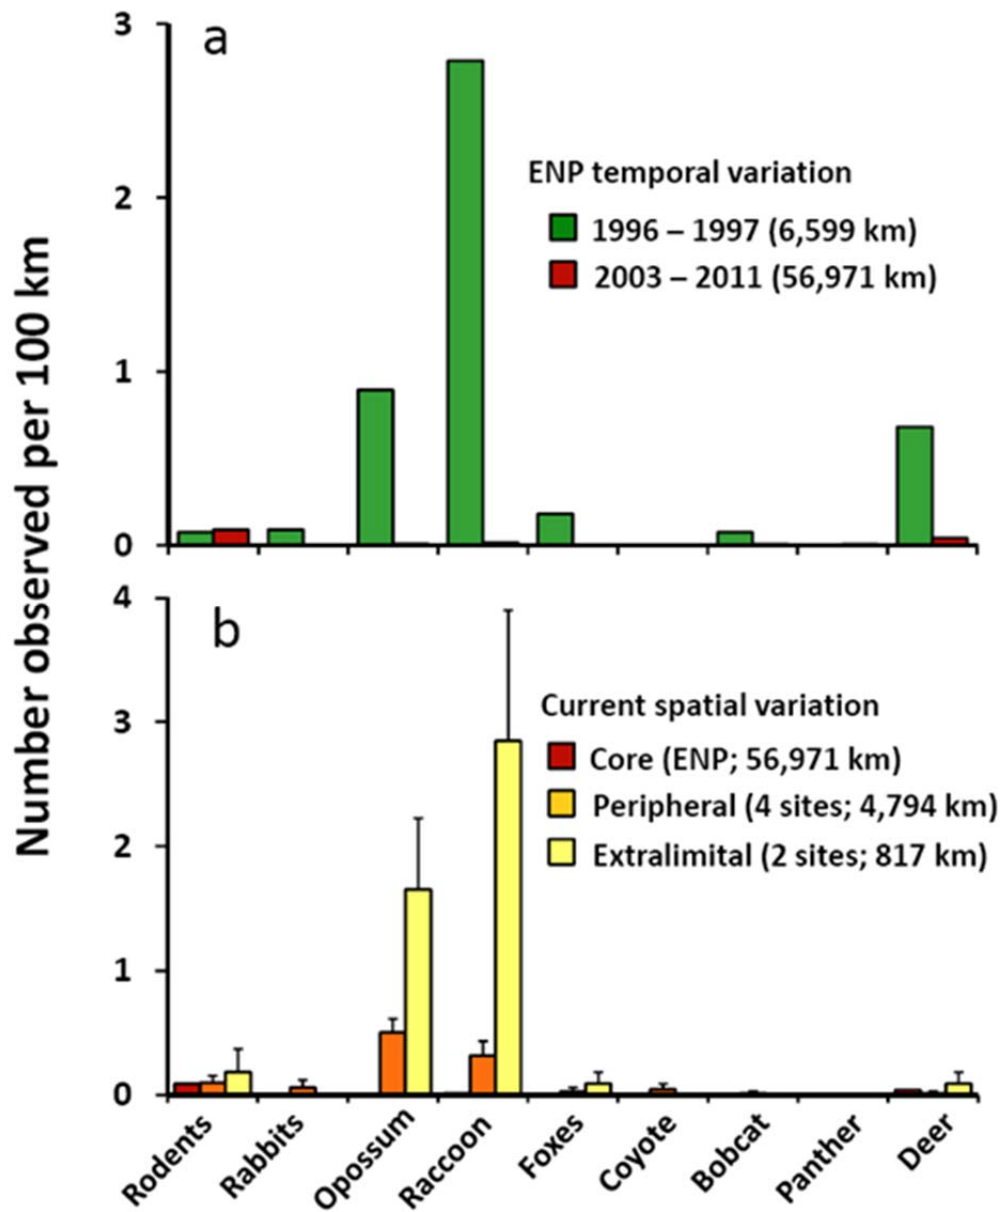 Number observed per 100 km
3
a
2
1
0
ENP temporal variation
1996 – 1997 (6,599 km)
2003 – 2011 (56,971 km)
4
b
3
2
1
0
Current spatial variation
Core (ENP; 56,971 km)
Peripheral (4 sites; 4,794 km)
Extralimital (2 sites; 817 km)
Rodents
Rabbits
Opossum
Raccoon
Foxes
Coyote
Bobcat
Panther
Deer